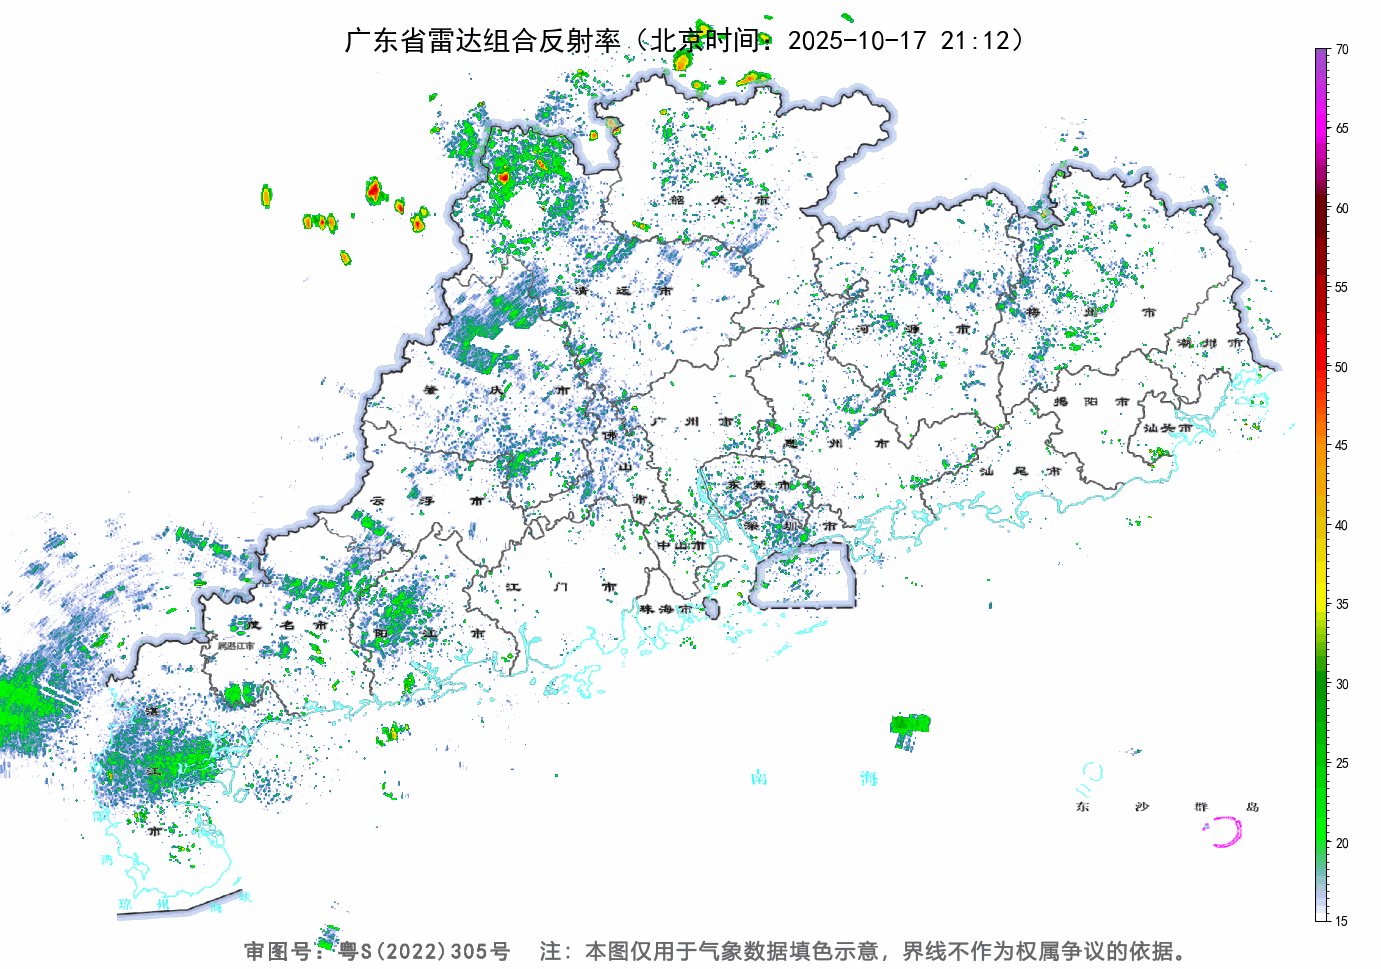 广东省雷达组合反射率（北京时间：2025-10-17 21:12）
70
65
60
55
50
45
40
35
30
25
20
15
韶关市
清远市
河源市
梅州市
潮州市
肇庆市
揭阳市
佛山市
广州市
惠州市
汕头市
汕尾市
云浮市
东莞市
深圳市
中山市
江门市
珠海市
茂名市
阳江市
属湛江市
湛江市
南海
东沙群岛
湾
琼州海峡
审图号：粤S(2022)305号 注：本图仅用于气象数据填色示意，界线不作为权属争议的依据。